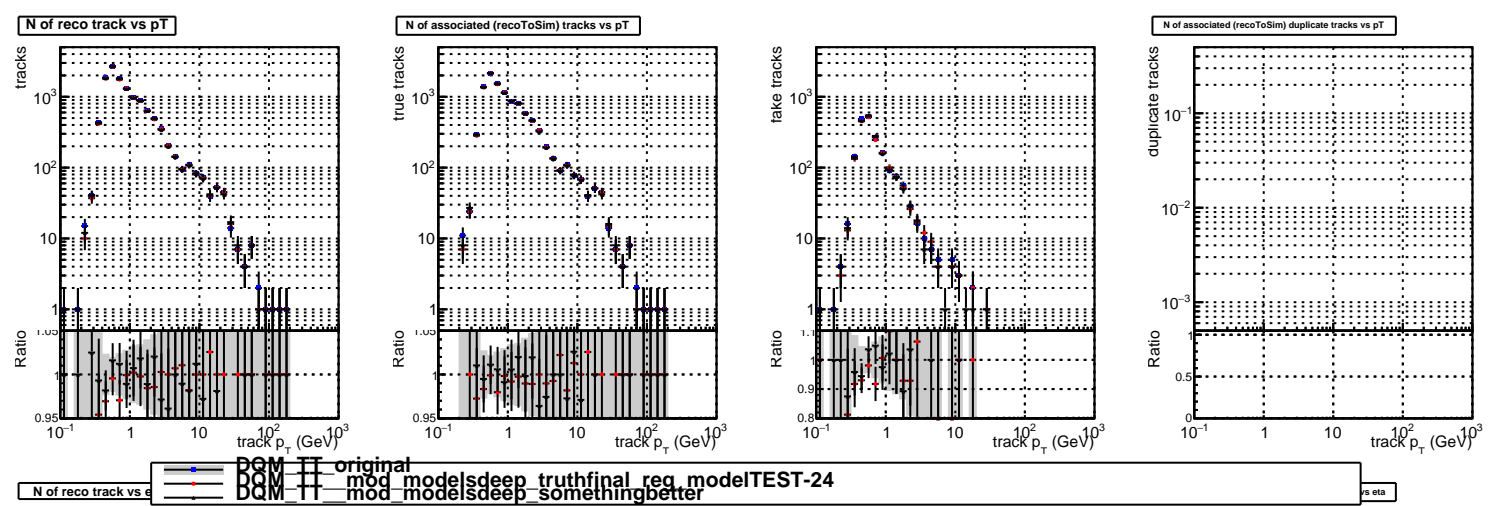 N of reco track vs pT
N of associated (recoToSim) tracks vs pT
N of associated (recoToSim) duplicate tracks vs pT
tracks
10³
10²
10
1
Ratio
1.05
1
0.95
10⁻¹ 1 10 10² 10³
track p_T (GeV)
true tracks
10³
10²
10
1
Ratio
1.05
1
0.95
10⁻¹ 1 10 10² 10³
track p_T (GeV)
fake tracks
10³
10²
10
1
Ratio
1.1
1
0.9
0.8
10⁻¹ 1 10 10² 10³
track p_T (GeV)
duplicate tracks
10⁻¹
10⁻²
10⁻³
Ratio
1
0.5
0
10⁻¹ 1 10 10² 10³
track p_T (GeV)
DQM_TT_original
DQM_TT__mod_modelsdeep_truthfinal_reg_modelTEST-24
DQM_TT__mod_modelsdeep_somethingbetter
N of reco track vs e
vs eta